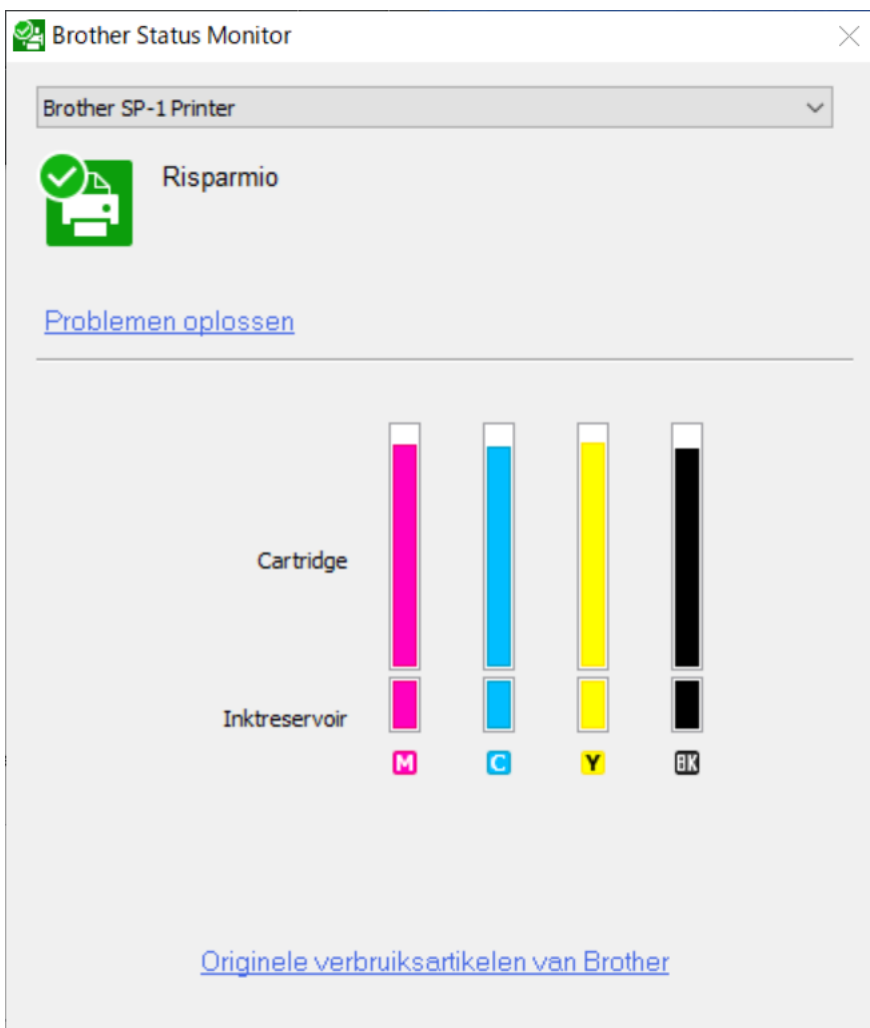 Brother Status Monitor
Brother SP-1 Printer
Risparmio
Problemen oplossen
Cartridge
Inktreservoir
M C Y BK
Originele verbruiksartikelen van Brother